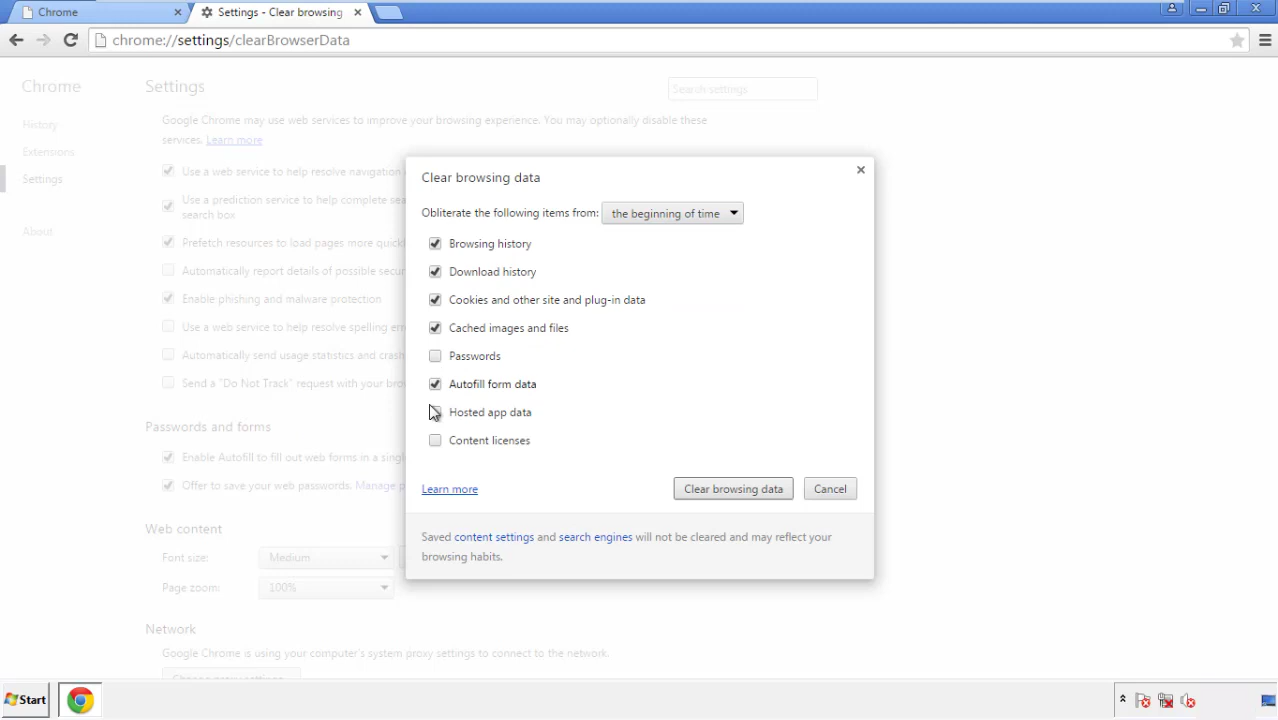 Chrome
Settings - Clear browsing
chrome://settings/clearBrowserData
Chrome
History
Extensions
Settings
About
Settings
Search settings
Google Chrome may use web services to improve your browsing experience. You may optionally disable these
services. Learn more
Use a web service to help resolve navigation
Use a prediction service to help complete sea
search box
Prefetch resources to load pages more quickl
Automatically report details of possible secur
Enable phishing and malware protection
Use a web service to help resolve spelling err
Automatically send usage statistics and crash
Send a "Do Not Track" request with your brow
Passwords and forms
Enable Autofill to fill out web forms in a singl
Offer to save your web passwords. Manage p
Web content
Font size: Medium
Page zoom: 100%
Network
Google Chrome is using your computer's system proxy settings to connect to the network.
Clear browsing data
Obliterate the following items from: the beginning of time
Browsing history
Download history
Cookies and other site and plug-in data
Cached images and files
Passwords
Autofill form data
Hosted app data
Content licenses
Learn more
Clear browsing data
Cancel
Saved content settings and search engines will not be cleared and may reflect your
browsing habits.
Start